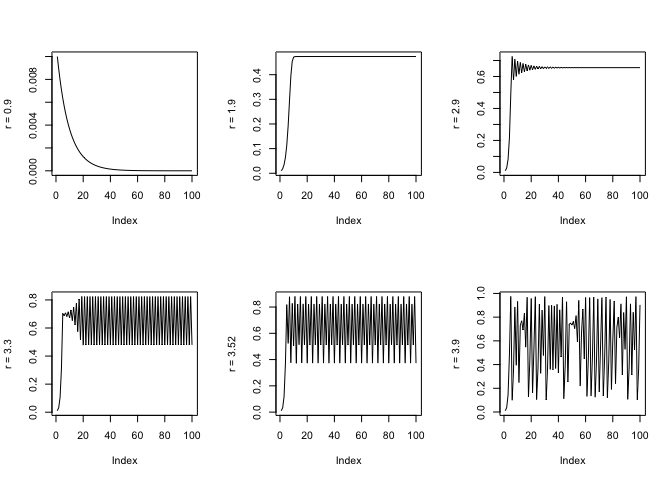 r = 0.9
0.000 0.004 0.008
0 20 40 60 80 100
Index
r = 1.9
0.0 0.1 0.2 0.3 0.4
0 20 40 60 80 100
Index
r = 2.9
0.0 0.2 0.4 0.6
0 20 40 60 80 100
Index
r = 3.3
0.0 0.2 0.4 0.6 0.8
0 20 40 60 80 100
Index
r = 3.52
0.0 0.2 0.4 0.6 0.8
0 20 40 60 80 100
Index
r = 3.9
0.0 0.2 0.4 0.6 0.8 1.0
0 20 40 60 80 100
Index